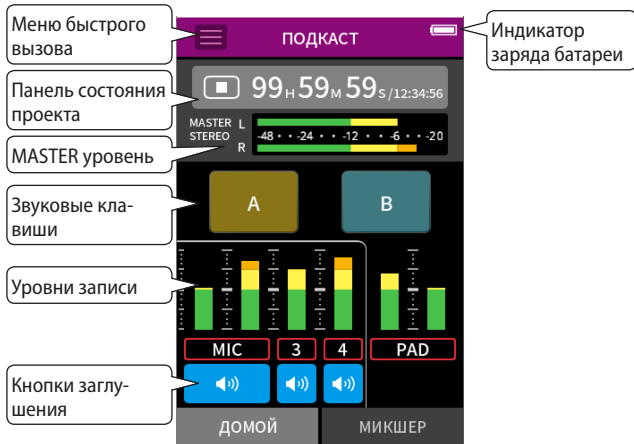 Меню быстрого
вызова
ПОДКАСТ
Индикатор
заряда батареи
Панель состояния
проекта
99H59M59S/12:34:56
MASTER L
STEREO
R
-48 • • -24 • • -12 • • -6 • • -20
MASTER уровень
Звуковые кла-
виши
A B
Уровни записи
MIC 3 4 PAD
Кнопки заглу-
шения
ДОМОЙ МИКШЕР